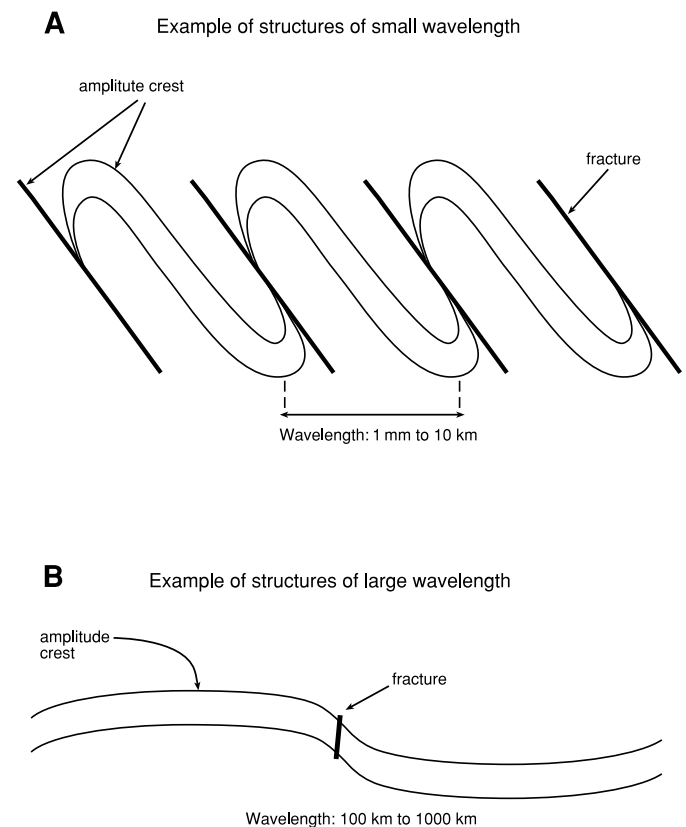 A
Example of structures of small wavelength
amplitute crest
fracture
Wavelength: 1 mm to 10 km
B
Example of structures of large wavelength
amplitude
crest
fracture
Wavelength: 100 km to 1000 km